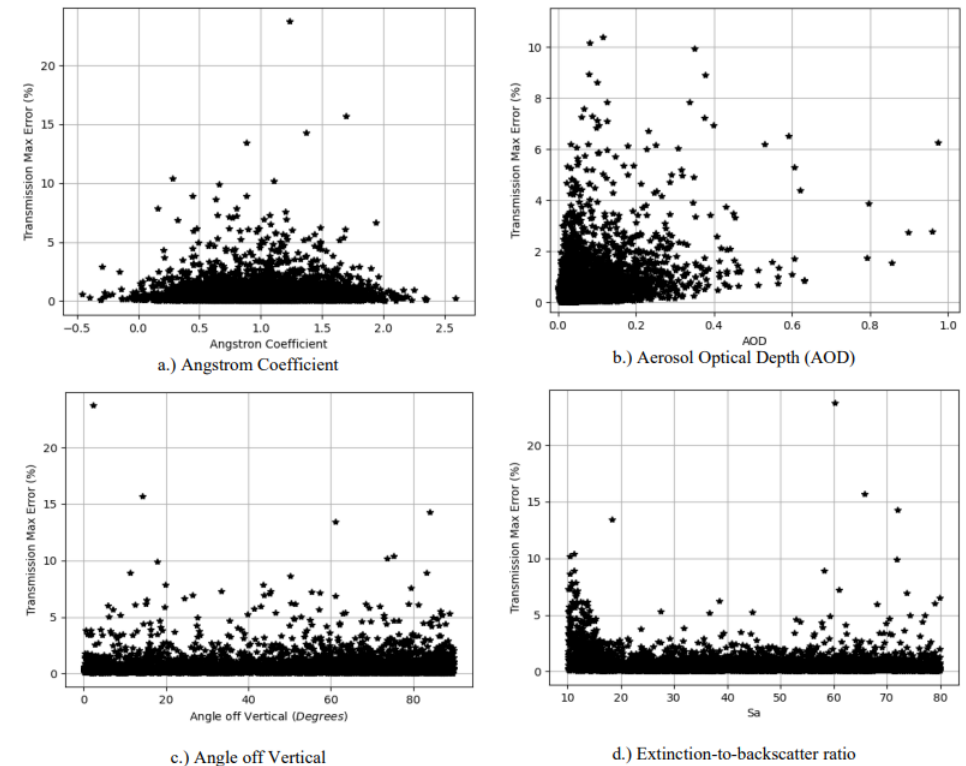 Transmission Max Error (%)
20
15
10
5
0
−0.5 0.0 0.5 1.0 1.5 2.0 2.5
Angstron Coefficient
a.) Angstrom Coefficient
Transmission Max Error (%)
10
8
6
4
2
0
0.0 0.2 0.4 0.6 0.8 1.0
AOD
b.) Aerosol Optical Depth (AOD)
Transmission Max Error (%)
20
15
10
5
0
0 20 40 60 80
Angle off Vertical (Degrees)
c.) Angle off Vertical
Transmission Max Error (%)
20
15
10
5
0
10 20 30 40 50 60 70 80
Sa
d.) Extinction-to-backscatter ratio